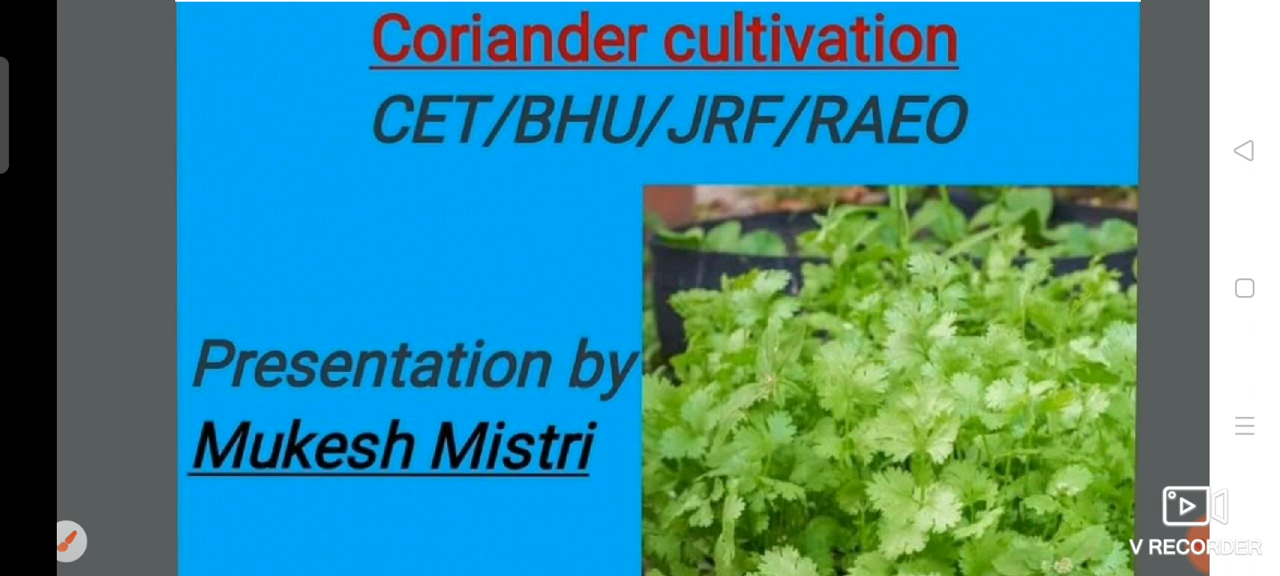 Coriander cultivation
CET/BHU/JRF/RAEO
Presentation by
Mukesh Mistri
V RECORDER